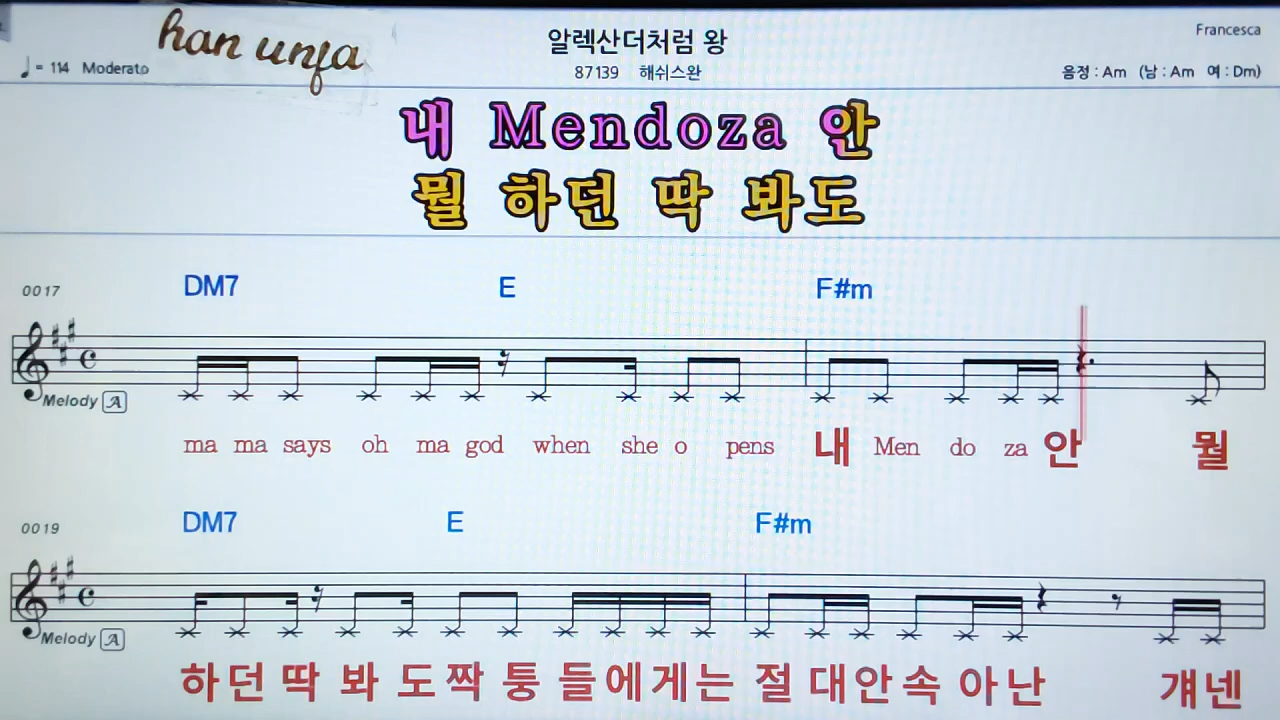 han unja
알렉산더처럼 왕
Francesca
♩= 114 Moderato
87139 해쉬스완
음정 : Am (남 : Am 여 : Dm)
내 Mendoza 안
뭘 하던 딱 봐도
0017 DM7 E F#m
Melody A
ma ma says oh ma god when she o pens 내 Men do za 안 뭘
0019 DM7 E F#m
Melody A
하던 딱 봐 도짝 퉁 들에게는 절 대안속 아난 걔넨